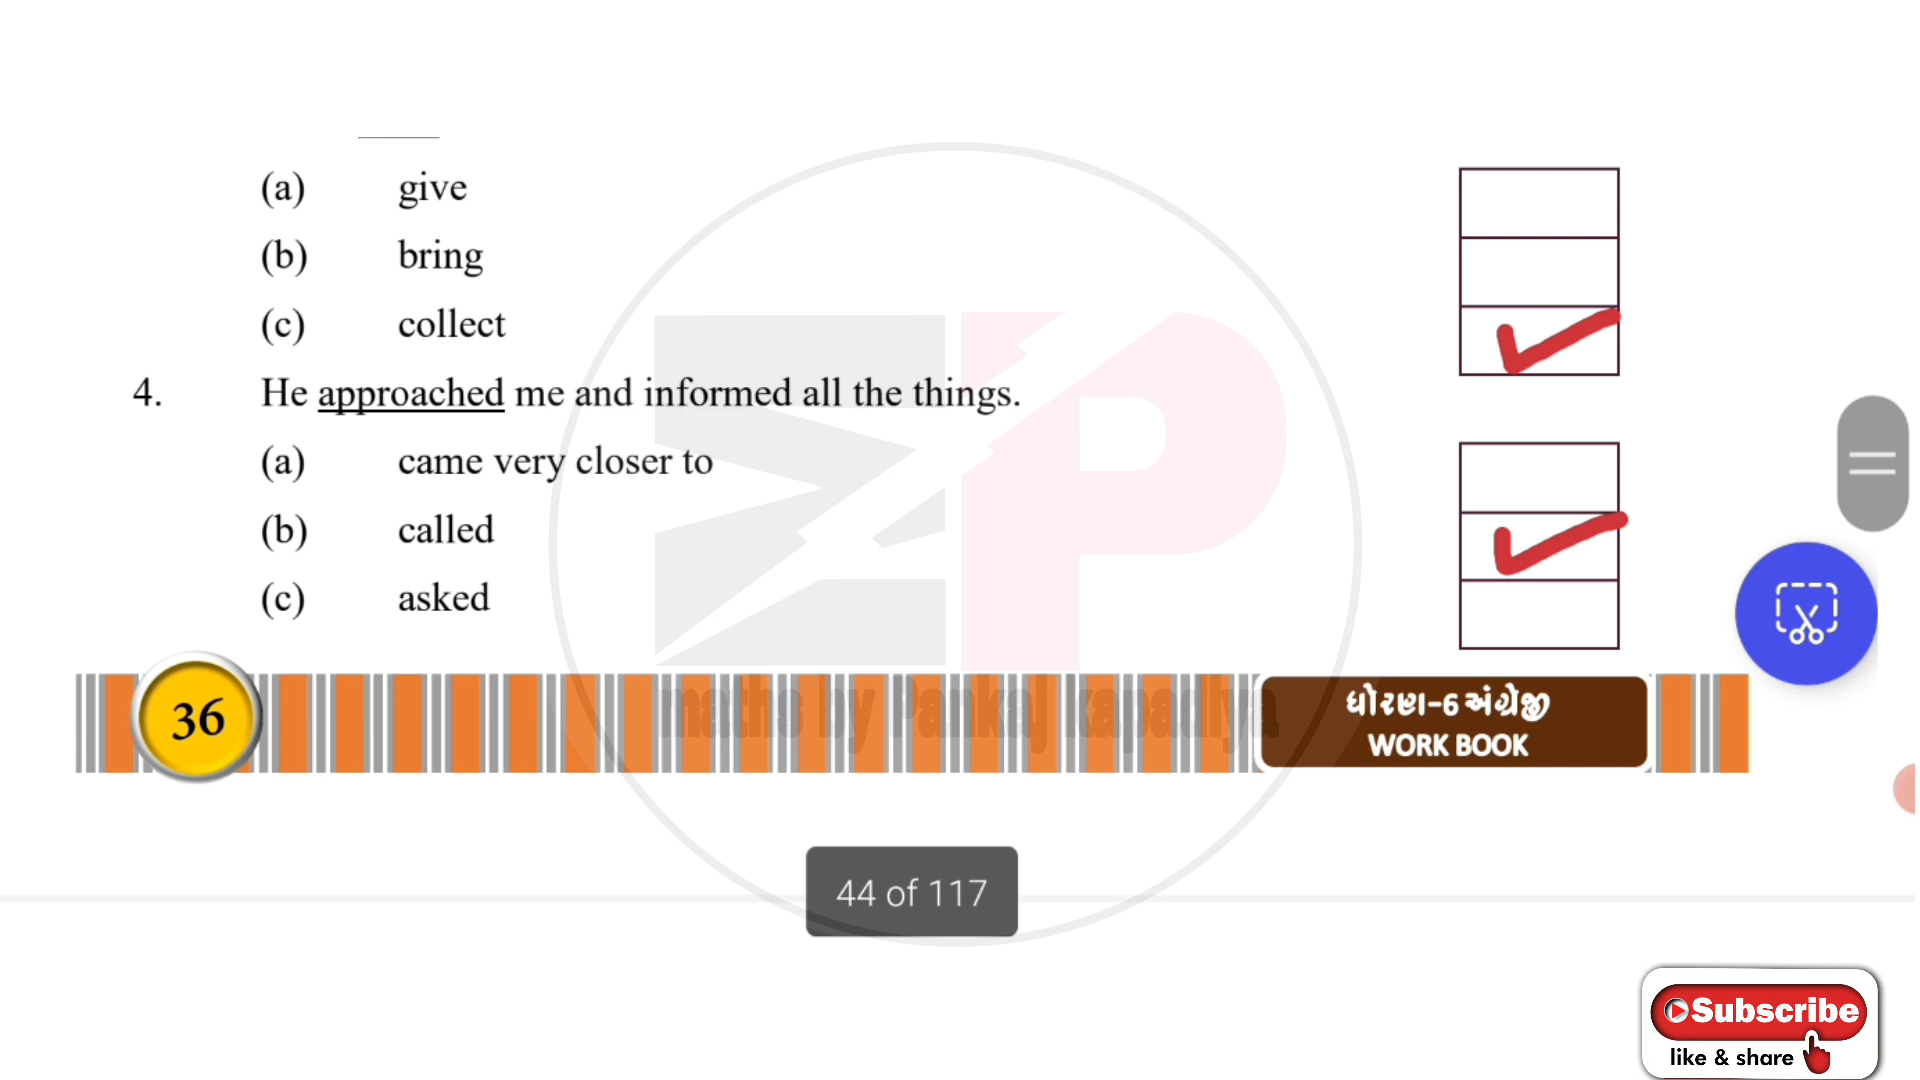 (a) give
(b) bring
(c) collect
4. He approached me and informed all the things.
(a) came very closer to
(b) called
(c) asked
maths by Pankaj kapadiya
36
ધોરણ-6 અંગ્રેજી
WORK BOOK
44 of 117
Subscribe
like & share